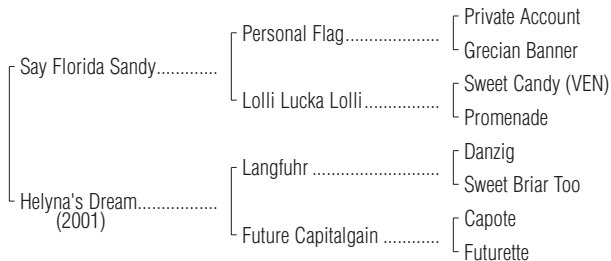 Private Account
Personal Flag....................
Grecian Banner
Say Florida Sandy.............
Sweet Candy (VEN)
Lolli Lucka Lolli................
Promenade
Danzig
Langfuhr ..........................
Sweet Briar Too
Helyna's Dream.................
(2001)
Capote
Future Capitalgain ............
Futurette